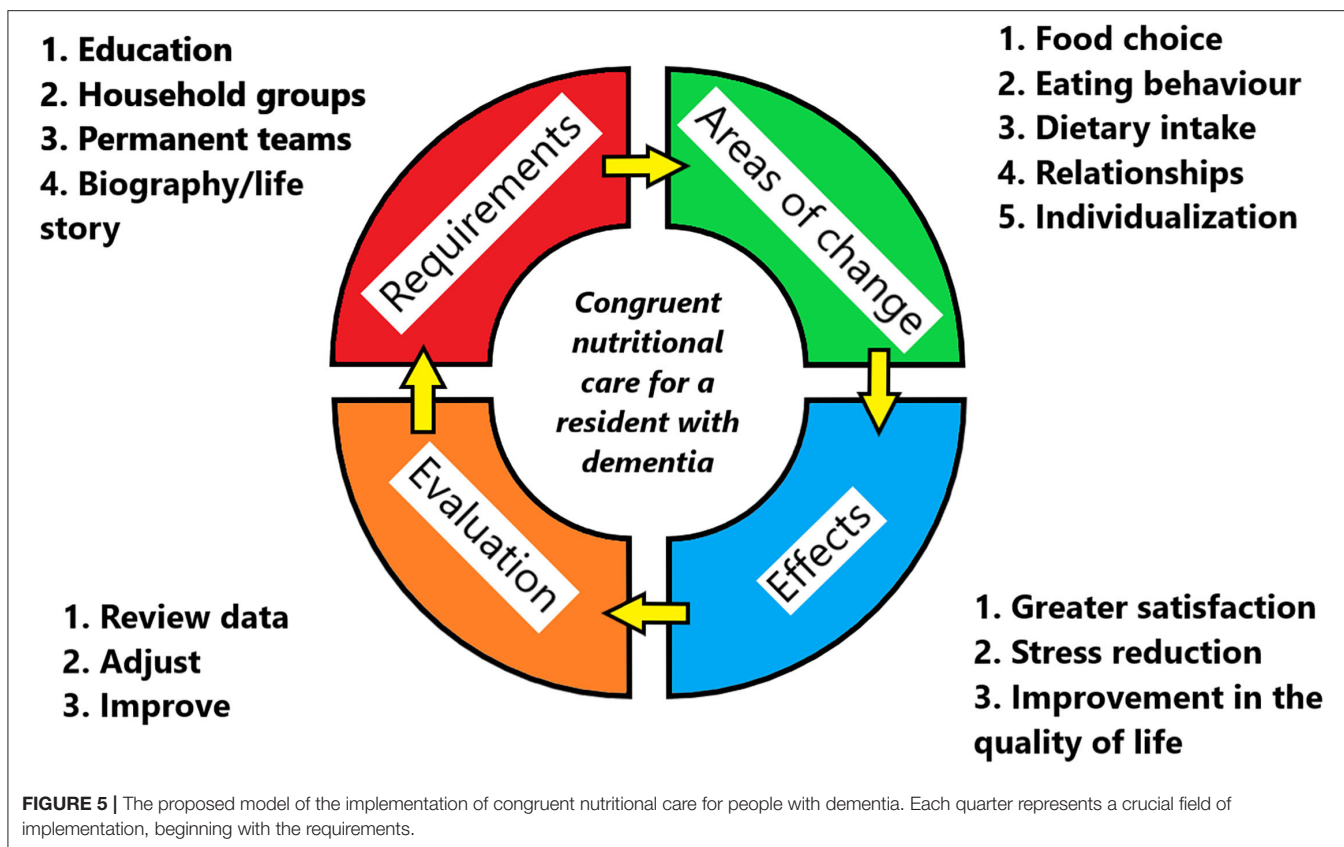 1. Education
2. Household groups
3. Permanent teams
4. Biography/life
story
Requirements
Areas of change
1. Food choice
2. Eating behaviour
3. Dietary intake
4. Relationships
5. Individualization
Congruent
nutritional
care for a
resident with
dementia
Evaluation
Effects
1. Review data
2. Adjust
3. Improve
1. Greater satisfaction
2. Stress reduction
3. Improvement in the
quality of life
FIGURE 5 | The proposed model of the implementation of congruent nutritional care for people with dementia. Each quarter represents a crucial field of
implementation, beginning with the requirements.